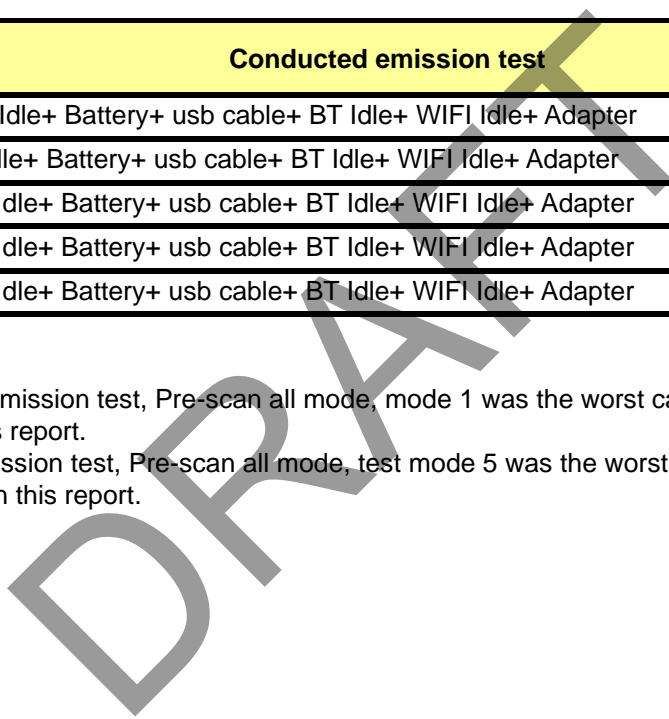 Conducted emission test
Idle+ Battery+ usb cable+ BT Idle+ WIFI Idle+ Adapter
lle+ Battery+ usb cable+ BT Idle+ WIFI Idle+ Adapter
dle+ Battery+ usb cable+ BT Idle+ WIFI Idle+ Adapter
dle+ Battery+ usb cable+ BT Idle+ WIFI Idle+ Adapter
dle+ Battery+ usb cable+ BT Idle+ WIFI Idle+ Adapter
mission test, Pre-scan all mode, mode 1 was the worst ca
s report.
ssion test, Pre-scan all mode, test mode 5 was the worst
n this report.
DRAFT